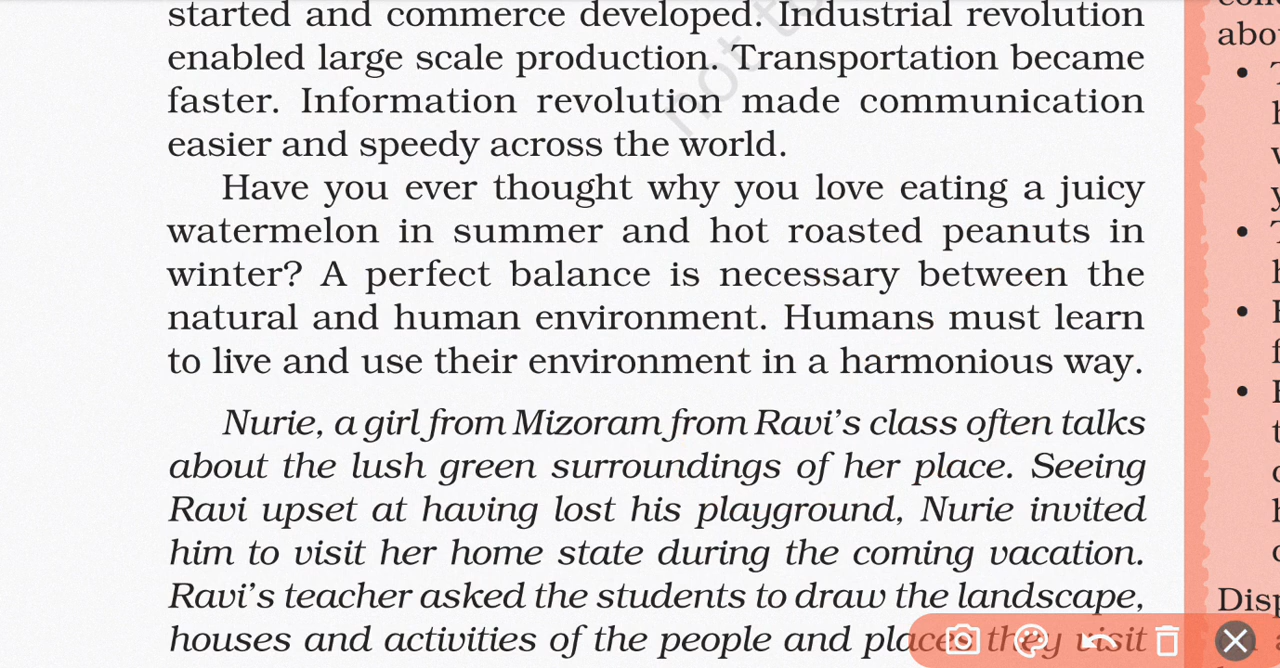 started and commerce developed. Industrial revolution
enabled large scale production. Transportation became
faster. Information revolution made communication
easier and speedy across the world.
Have you ever thought why you love eating a juicy
watermelon in summer and hot roasted peanuts in
winter? A perfect balance is necessary between the
natural and human environment. Humans must learn
to live and use their environment in a harmonious way.
Nurie, a girl from Mizoram from Ravi's class often talks
about the lush green surroundings of her place. Seeing
Ravi upset at having lost his playground, Nurie invited
him to visit her home state during the coming vacation.
Ravi's teacher asked the students to draw the landscape,
houses and activities of the people and places they visit
not